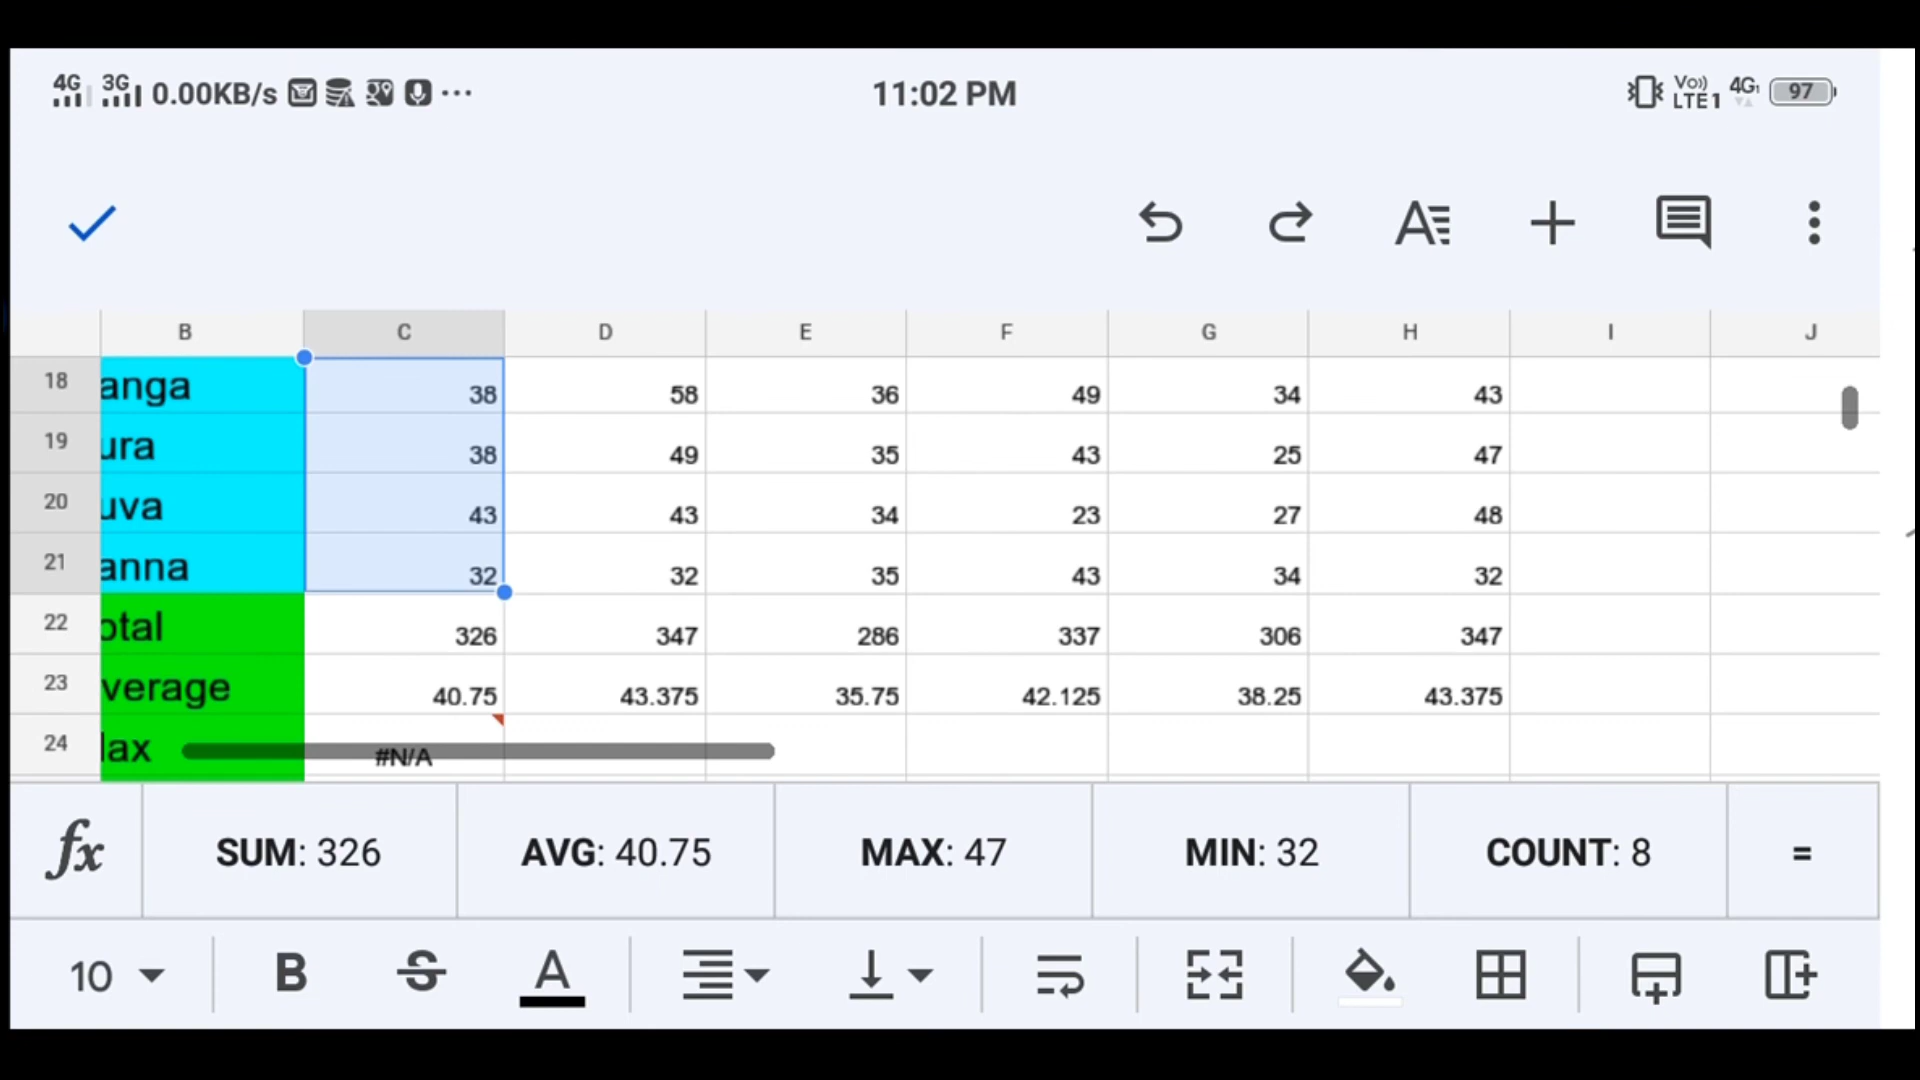 4G 3G 0.00KB/s ... 11:02 PM Vo)) LTE1 4G 97
B C D E F G H I J
18 anga 38 58 36 49 34 43
19 ura 38 49 35 43 25 47
20 uva 43 43 34 23 27 48
21 anna 32 32 35 43 34 32
22 otal 326 347 286 337 306 347
23 verage 40.75 43.375 35.75 42.125 38.25 43.375
24 ax #N/A
fx SUM: 326 AVG: 40.75 MAX: 47 MIN: 32 COUNT: 8 =
10 B S A